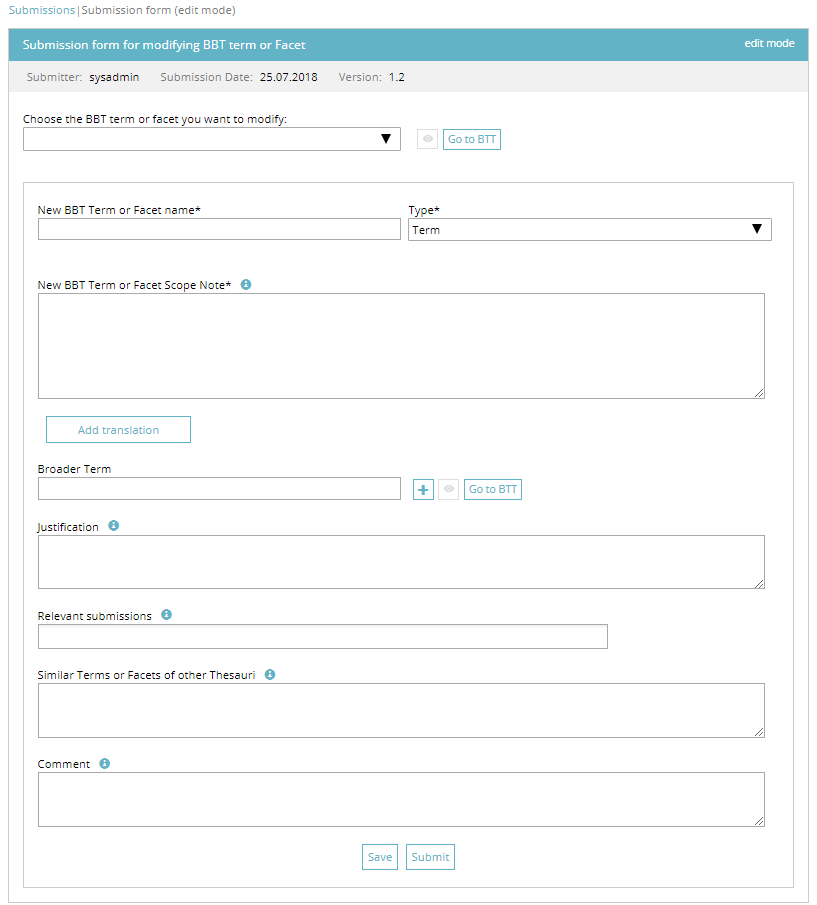 Submissions|Submission form (edit mode)
Submission form for modifying BBT term or Facet edit mode
Submitter: sysadmin Submission Date: 25.07.2018 Version: 1.2
Choose the BBT term or facet you want to modify:
Go to BTT
New BBT Term or Facet name* Type*
Term
New BBT Term or Facet Scope Note*
Add translation
Broader Term
+ Go to BTT
Justification
Relevant submissions
Similar Terms or Facets of other Thesauri
Comment
Save Submit